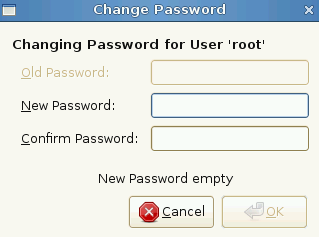 Change Password
Changing Password for User 'root'
Old Password:
New Password:
Confirm Password:
New Password empty
Cancel OK